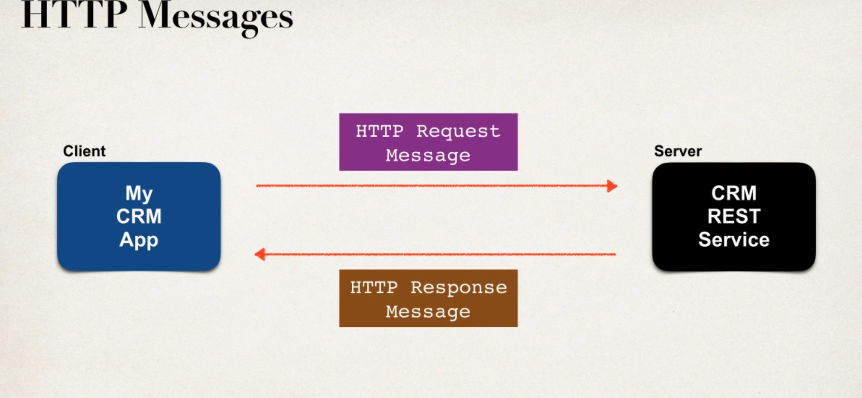 HTTP Messages
HTTP Request
Message
Client
Server
My
CRM
App
CRM
REST
Service
HTTP Response
Message